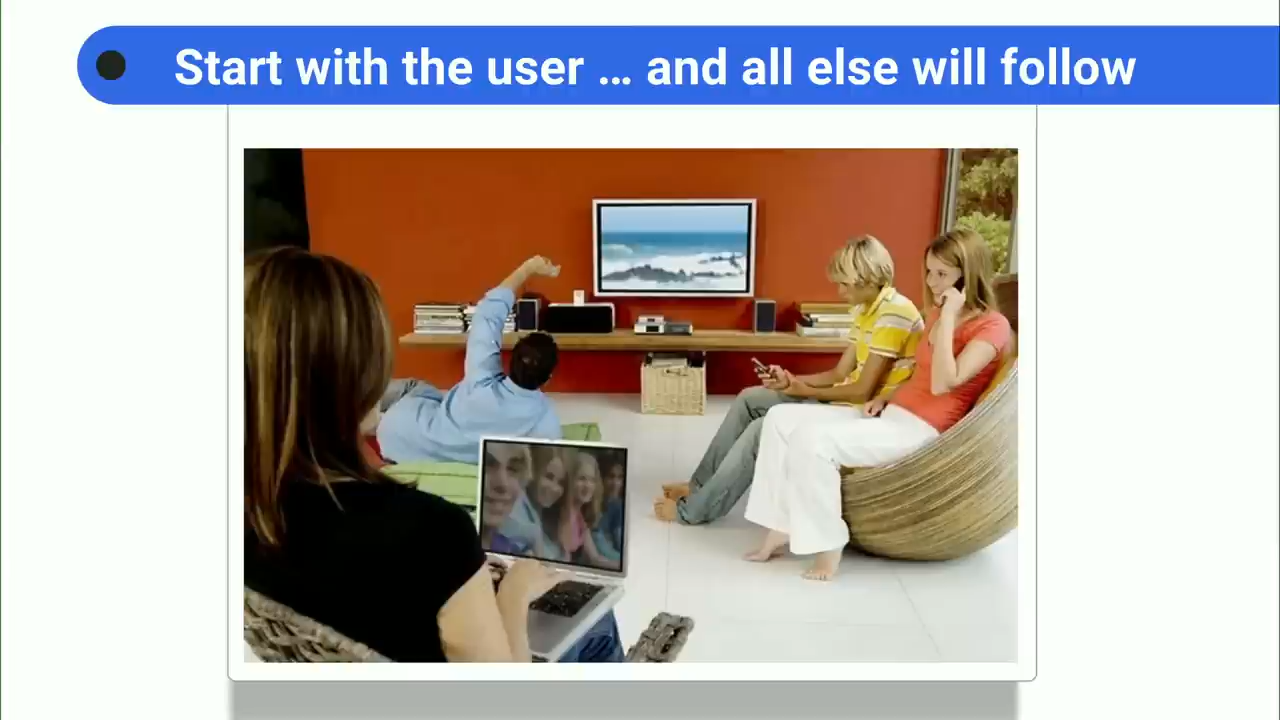 Start with the user … and all else will follow